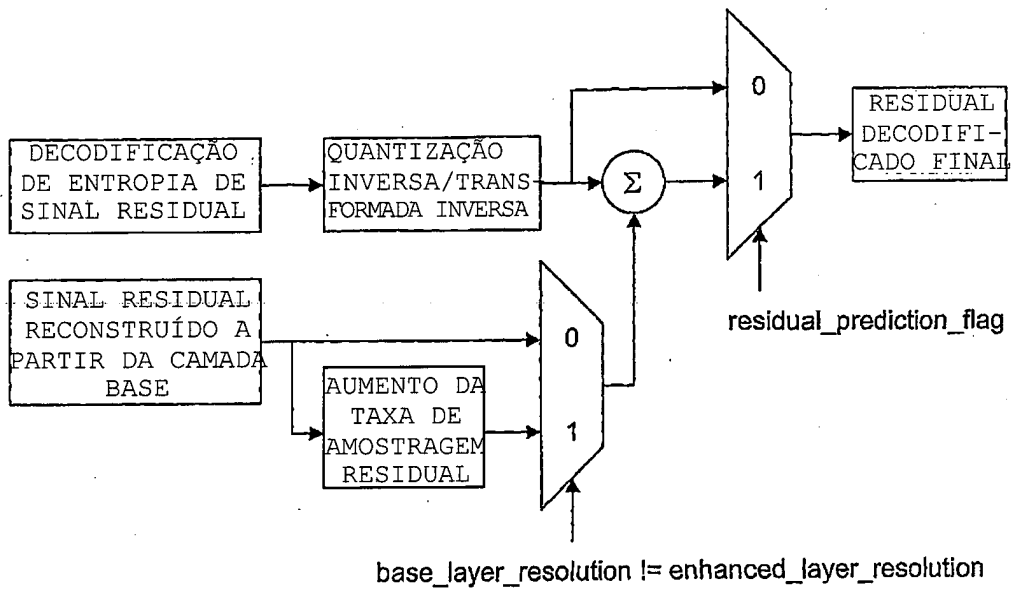 DECODIFICAÇÃO
DE ENTROPIA DE
SINAL RESIDUAL
QUANTIZAÇÃO
INVERSA/TRANS-
FORMADA INVERSA
Σ
0
1
RESIDUAL
DECODIFI-
CADO FINAL
residual_prediction_flag
SINAL RESIDUAL
RECONSTRUÍDO A
PARTIR DA CAMADA
BASE
AUMENTO DA
TAXA DE
AMOSTRAGEM
RESIDUAL
0
1
base_layer_resolution != enhanced_layer_resolution